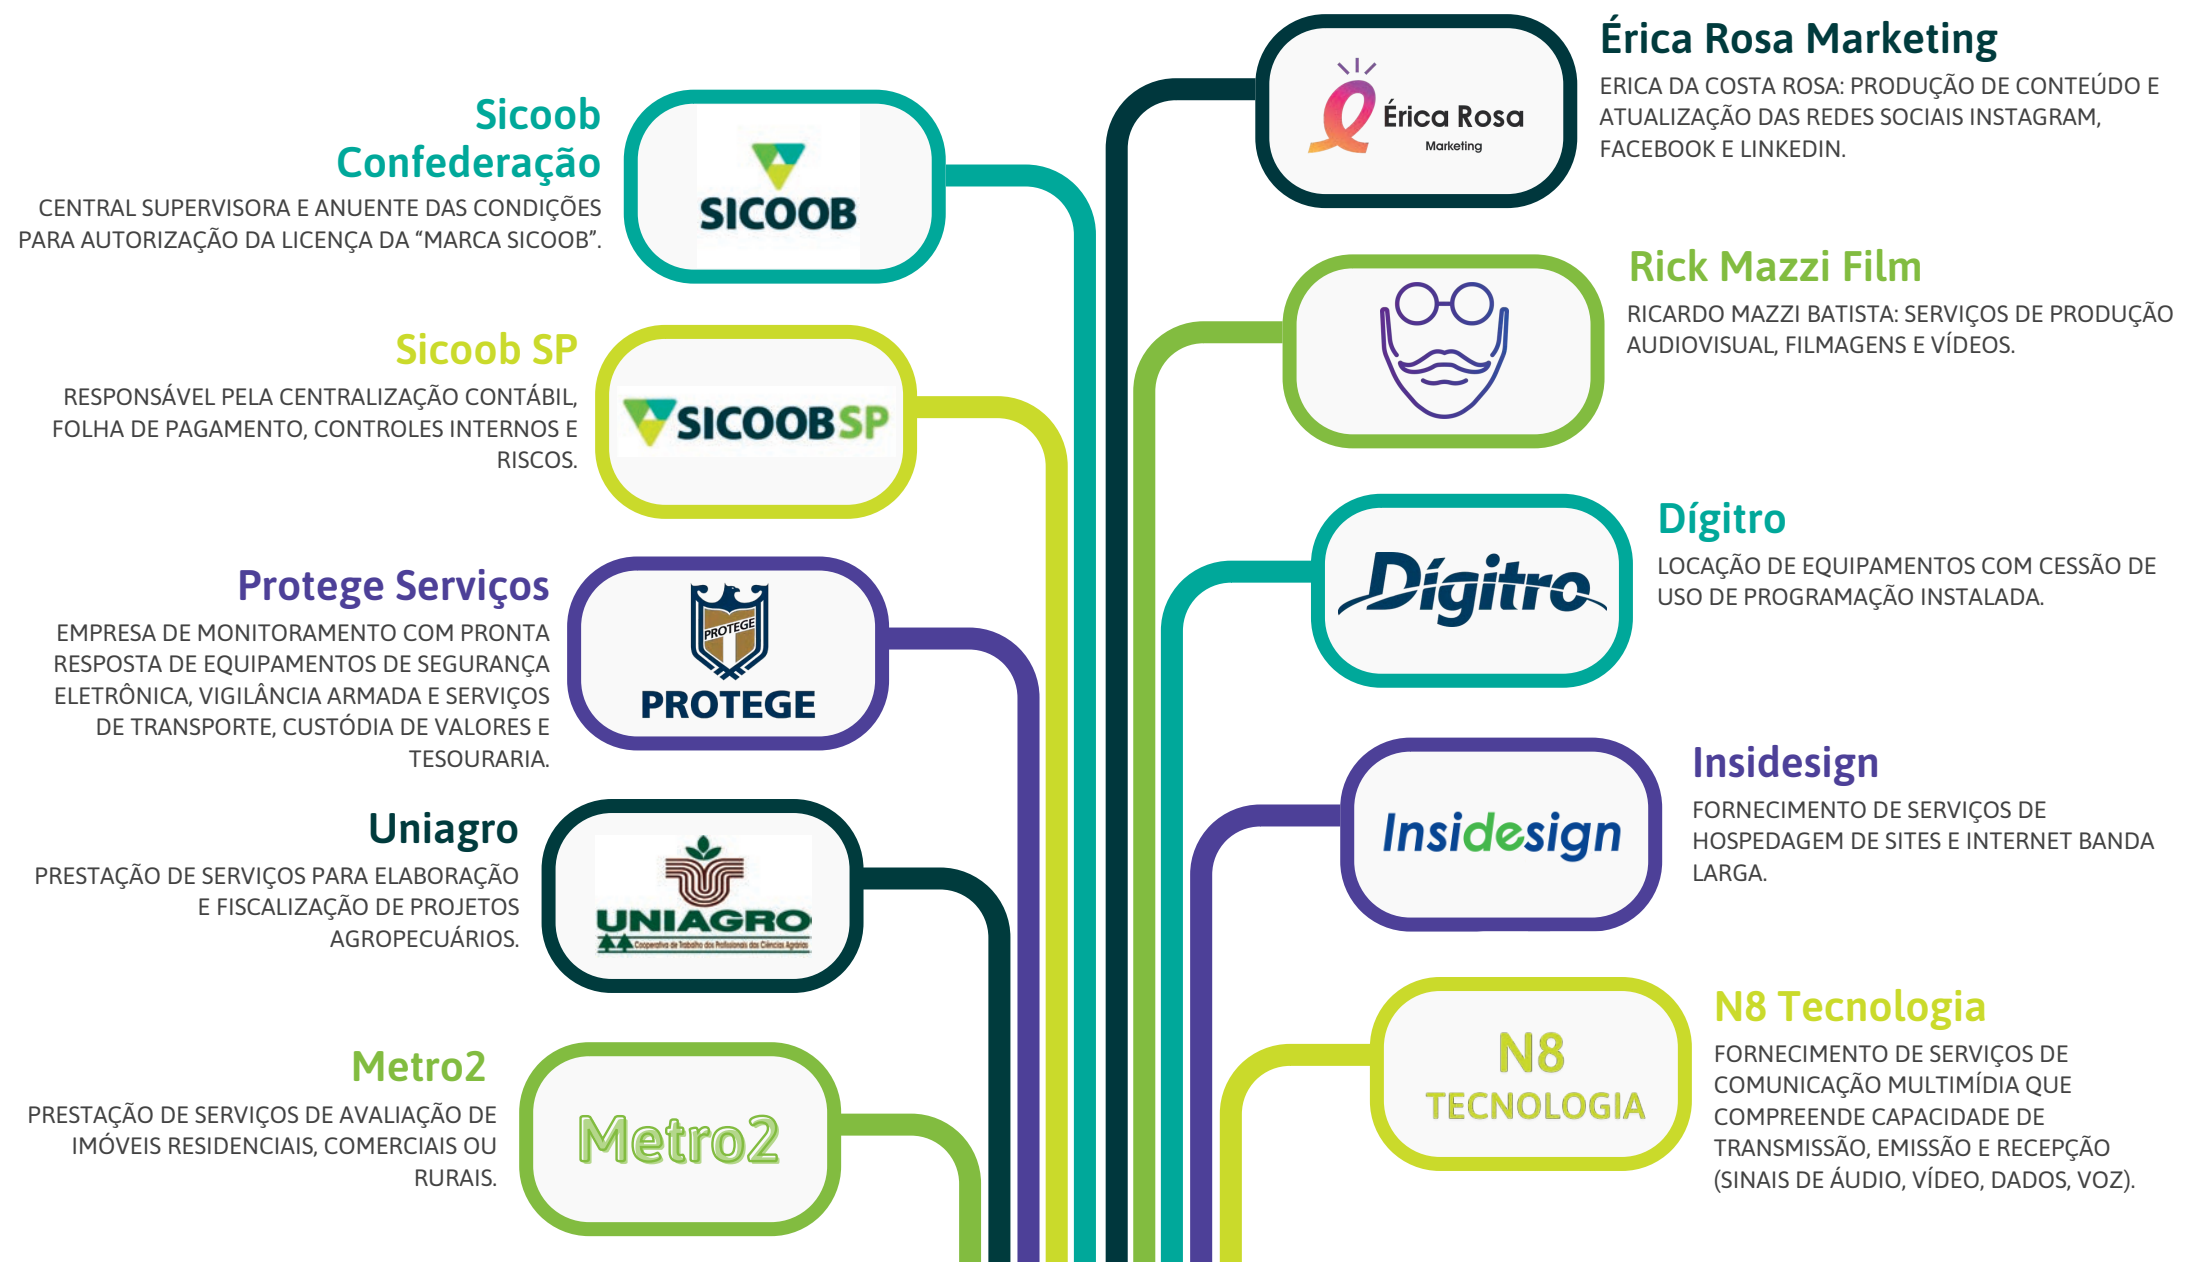 Sicoob
Confederação
CENTRAL SUPERVISORA E ANUENTE DAS CONDIÇÕES
PARA AUTORIZAÇÃO DA LICENÇA DA “MARCA SICOOB”.
SICOOB
Sicoob SP
RESPONSÁVEL PELA CENTRALIZAÇÃO CONTÁBIL,
FOLHA DE PAGAMENTO, CONTROLES INTERNOS E
RISCOS.
SICOOBSP
Protege Serviços
EMPRESA DE MONITORAMENTO COM PRONTA
RESPOSTA DE EQUIPAMENTOS DE SEGURANÇA
ELETRÔNICA, VIGILÂNCIA ARMADA E SERVIÇOS
DE TRANSPORTE, CUSTÓDIA DE VALORES E
TESOURARIA.
PROTEGE
PROTEGE
Uniagro
PRESTAÇÃO DE SERVIÇOS PARA ELABORAÇÃO
E FISCALIZAÇÃO DE PROJETOS
AGROPECUÁRIOS.
UNIAGRO
Cooperativa de Trabalho dos Profissionais das Ciências Agrárias
Metro2
PRESTAÇÃO DE SERVIÇOS DE AVALIAÇÃO DE
IMÓVEIS RESIDENCIAIS, COMERCIAIS OU
RURAIS.
Metro2
Érica Rosa
Marketing
Érica Rosa Marketing
ERICA DA COSTA ROSA: PRODUÇÃO DE CONTEÚDO E
ATUALIZAÇÃO DAS REDES SOCIAIS INSTAGRAM,
FACEBOOK E LINKEDIN.
Rick Mazzi Film
RICARDO MAZZI BATISTA: SERVIÇOS DE PRODUÇÃO
AUDIOVISUAL, FILMAGENS E VÍDEOS.
Dígitro
Dígitro
LOCAÇÃO DE EQUIPAMENTOS COM CESSÃO DE
USO DE PROGRAMAÇÃO INSTALADA.
Insidesign
Insidesign
FORNECIMENTO DE SERVIÇOS DE
HOSPEDAGEM DE SITES E INTERNET BANDA
LARGA.
N8
TECNOLOGIA
N8 Tecnologia
FORNECIMENTO DE SERVIÇOS DE
COMUNICAÇÃO MULTIMÍDIA QUE
COMPREENDE CAPACIDADE DE
TRANSMISSÃO, EMISSÃO E RECEPÇÃO
(SINAIS DE ÁUDIO, VÍDEO, DADOS, VOZ).